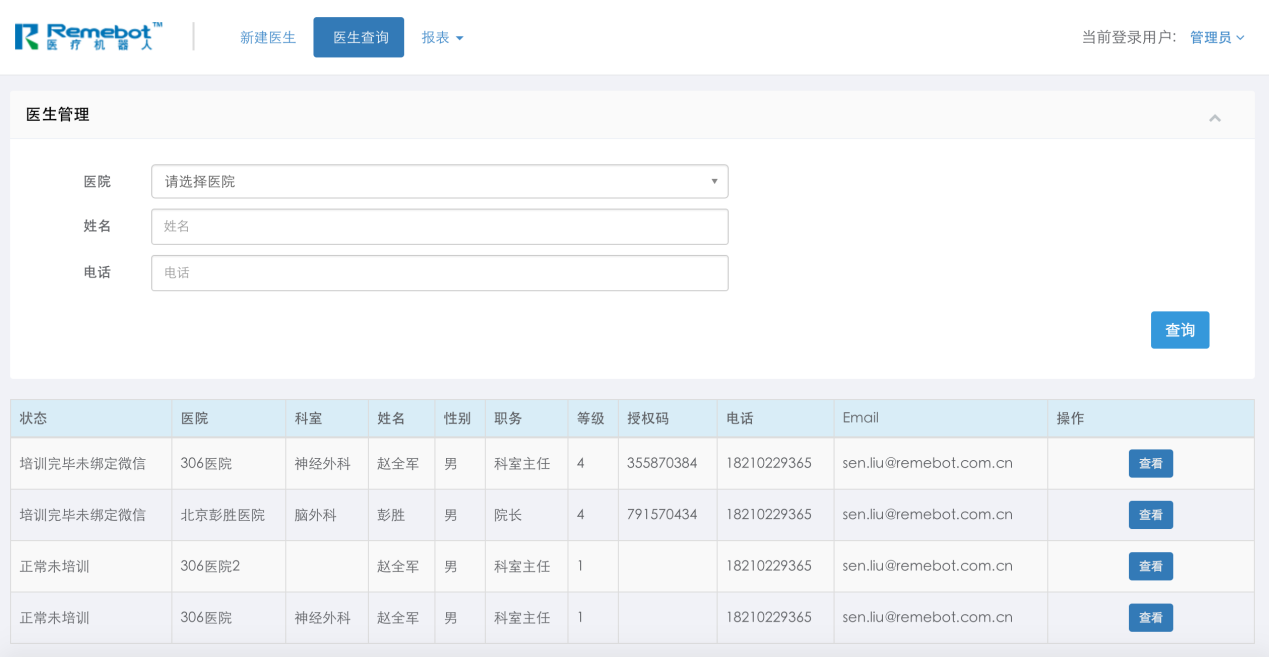 Remebot™ 医疗机器人
新建医生 医生查询 报表 当前登录用户: 管理员
医生管理
医院 请选择医院
姓名 姓名
电话 电话
查询
状态 医院 科室 姓名 性别 职务 等级 授权码 电话 Email 操作
培训完毕未绑定微信 306医院 神经外科 赵全军 男 科室主任 4 355870384 18210229365 sen.liu@remebot.com.cn 查看
培训完毕未绑定微信 北京彭胜医院 脑外科 彭胜 男 院长 4 791570434 18210229365 sen.liu@remebot.com.cn 查看
正常未培训 306医院2 赵全军 男 科室主任 1 18210229365 sen.liu@remebot.com.cn 查看
正常未培训 306医院 神经外科 赵全军 男 科室主任 1 18210229365 sen.liu@remebot.com.cn 查看